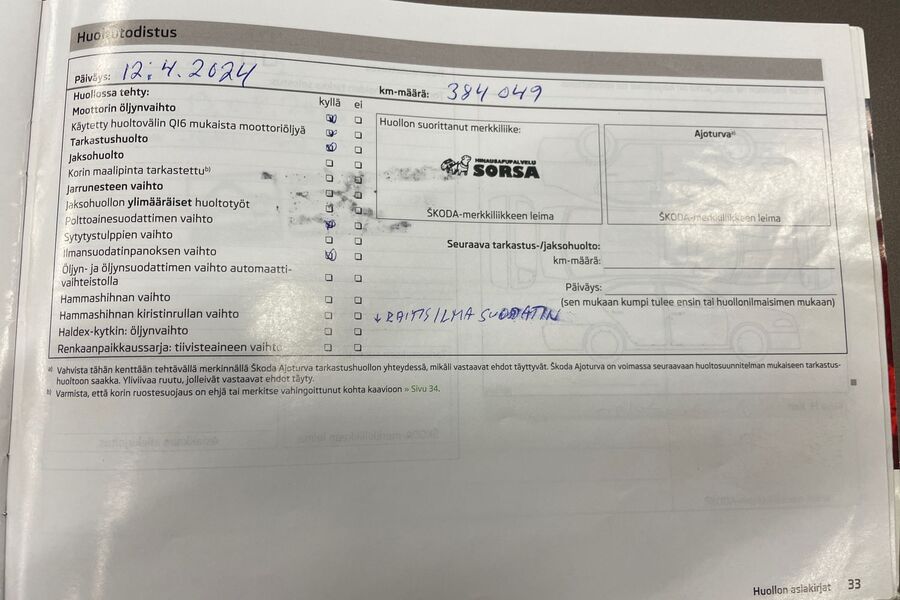 Huoltotodistus
Päiväys: 12.4.2024
km-määrä: 384 049
Huollossa tehty:
kyllä ei
Moottorin öljynvaihto
Käytetty huoltovälin QI6 mukaista moottoriöljyä
Tarkastushuolto
Jaksohuolto
Korin maalipinta tarkastettu b)
Jarrunesteen vaihto
Jaksohuollon ylimääräiset huoltotyöt
Polttoainesuodattimen vaihto
Sytytystulppien vaihto
Ilmansuodatinpanoksen vaihto
Öljyn- ja öljynsuodattimen vaihto automaatti-
vaihteistolla
Hammashihnan vaihto
Hammashihnan kiristinrullan vaihto
Haldex-kytkin: öljynvaihto
Renkaanpaikkaussarja: tiivisteaineen vaihto
Huollon suorittanut merkkiliike:
HINAUSAPUPALVELU
SORSA
ŠKODA-merkkiliikkeen leima
Ajoturva a)
ŠKODA-merkkiliikkeen leima
Seuraava tarkastus-/jaksohuolto:
km-määrä:
Päiväys:
(sen mukaan kumpi tulee ensin tai huollonilmaisimen mukaan)
↓ RAITISILMA SUODATIN
a) Vahvista tähän kenttään tehtävällä merkinnällä Škoda Ajoturva tarkastushuollon yhteydessä, mikäli vastaavat ehdot täyttyvät. Škoda Ajoturva on voimassa seuraavaan huoltosuunnitelman mukaiseen tarkastus-
huoltoon saakka. Yliviivaa ruutu, jolleivät vastaavat ehdot täyty.
b) Varmista, että korin ruostesuojaus on ehjä tai merkitse vahingoittunut kohta kaavioon » Sivu 34.
Huollon asiakirjat 33